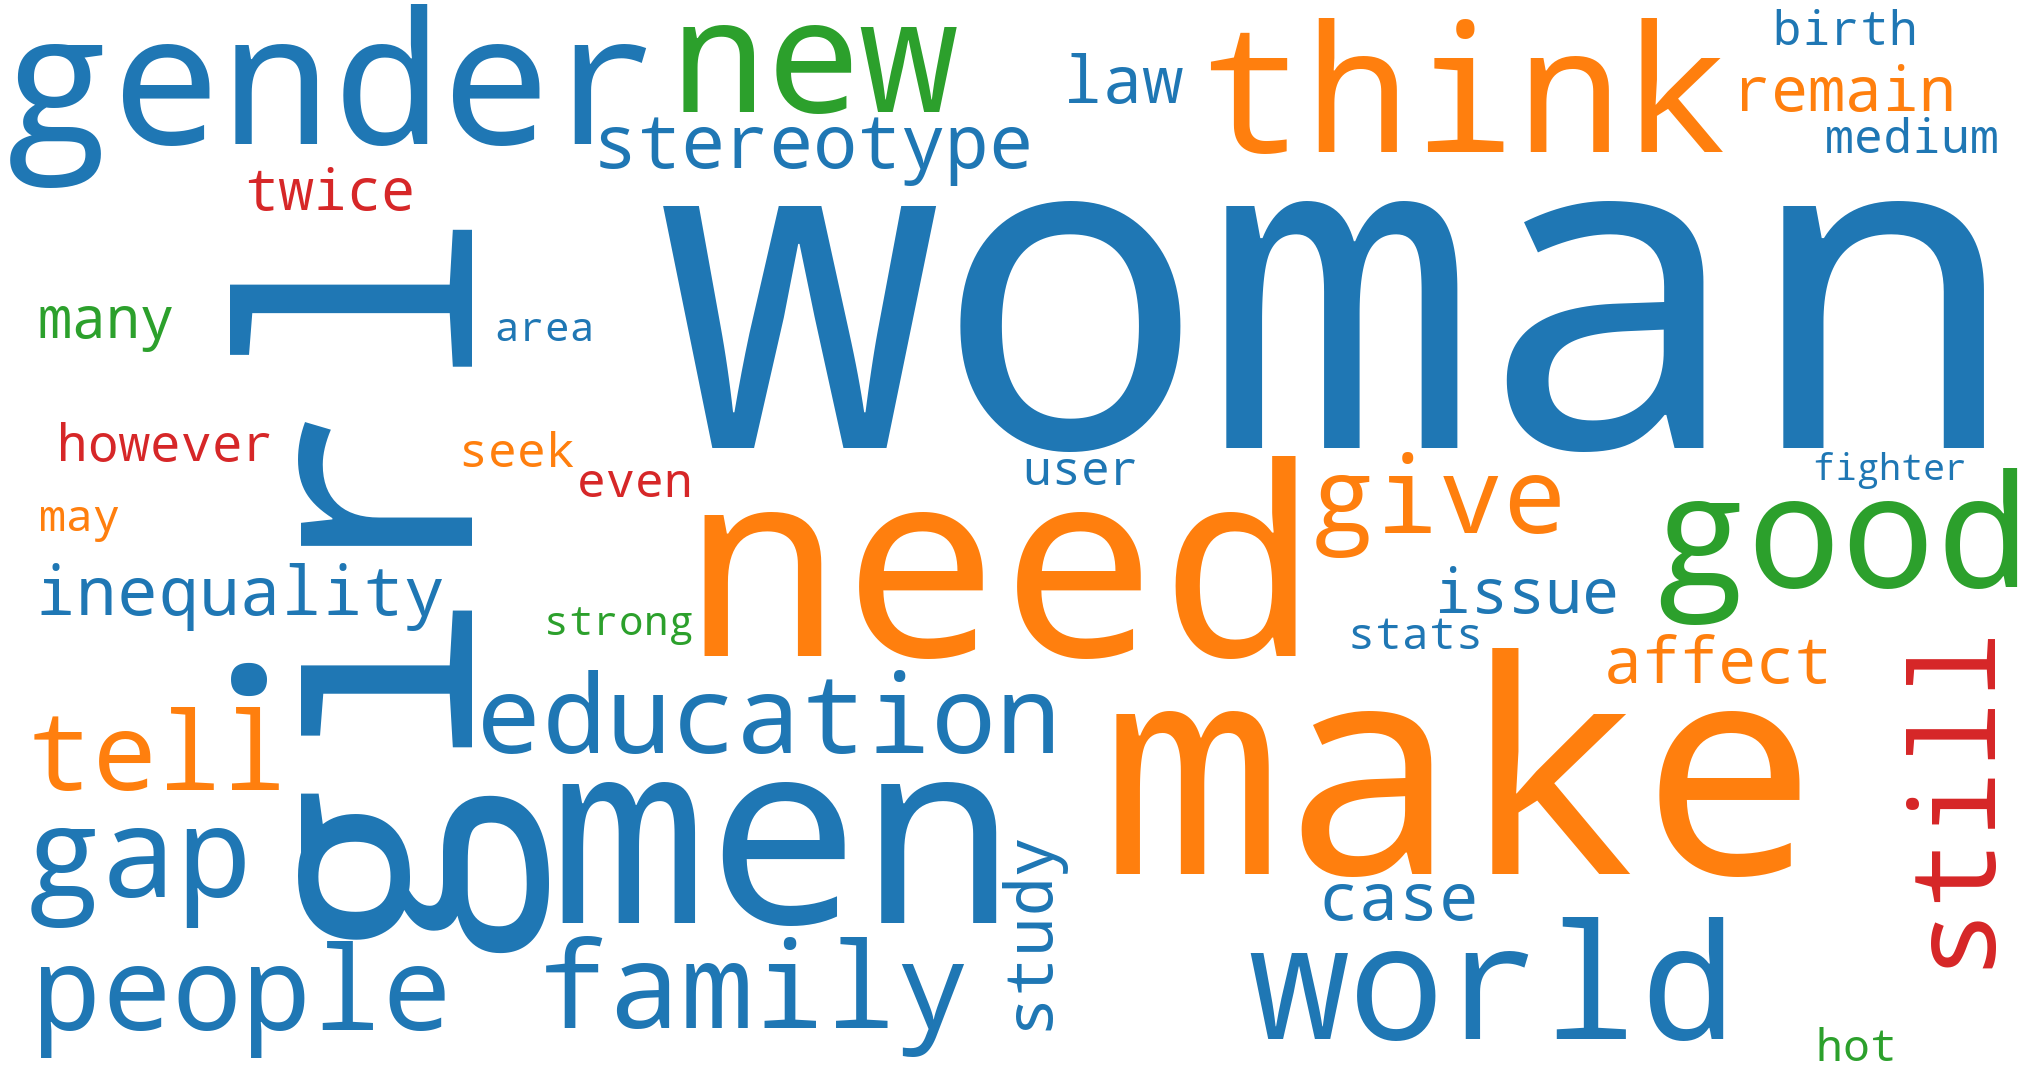 gender
new
law
think
birth
remain
medium
stereotype
twice
woman
girl
many
area
however
seek
even
user
fighter
may
need
give
good
inequality
strong
issue
stats
affect
still
tell
education
make
gap
men
study
case
people
family
world
hot